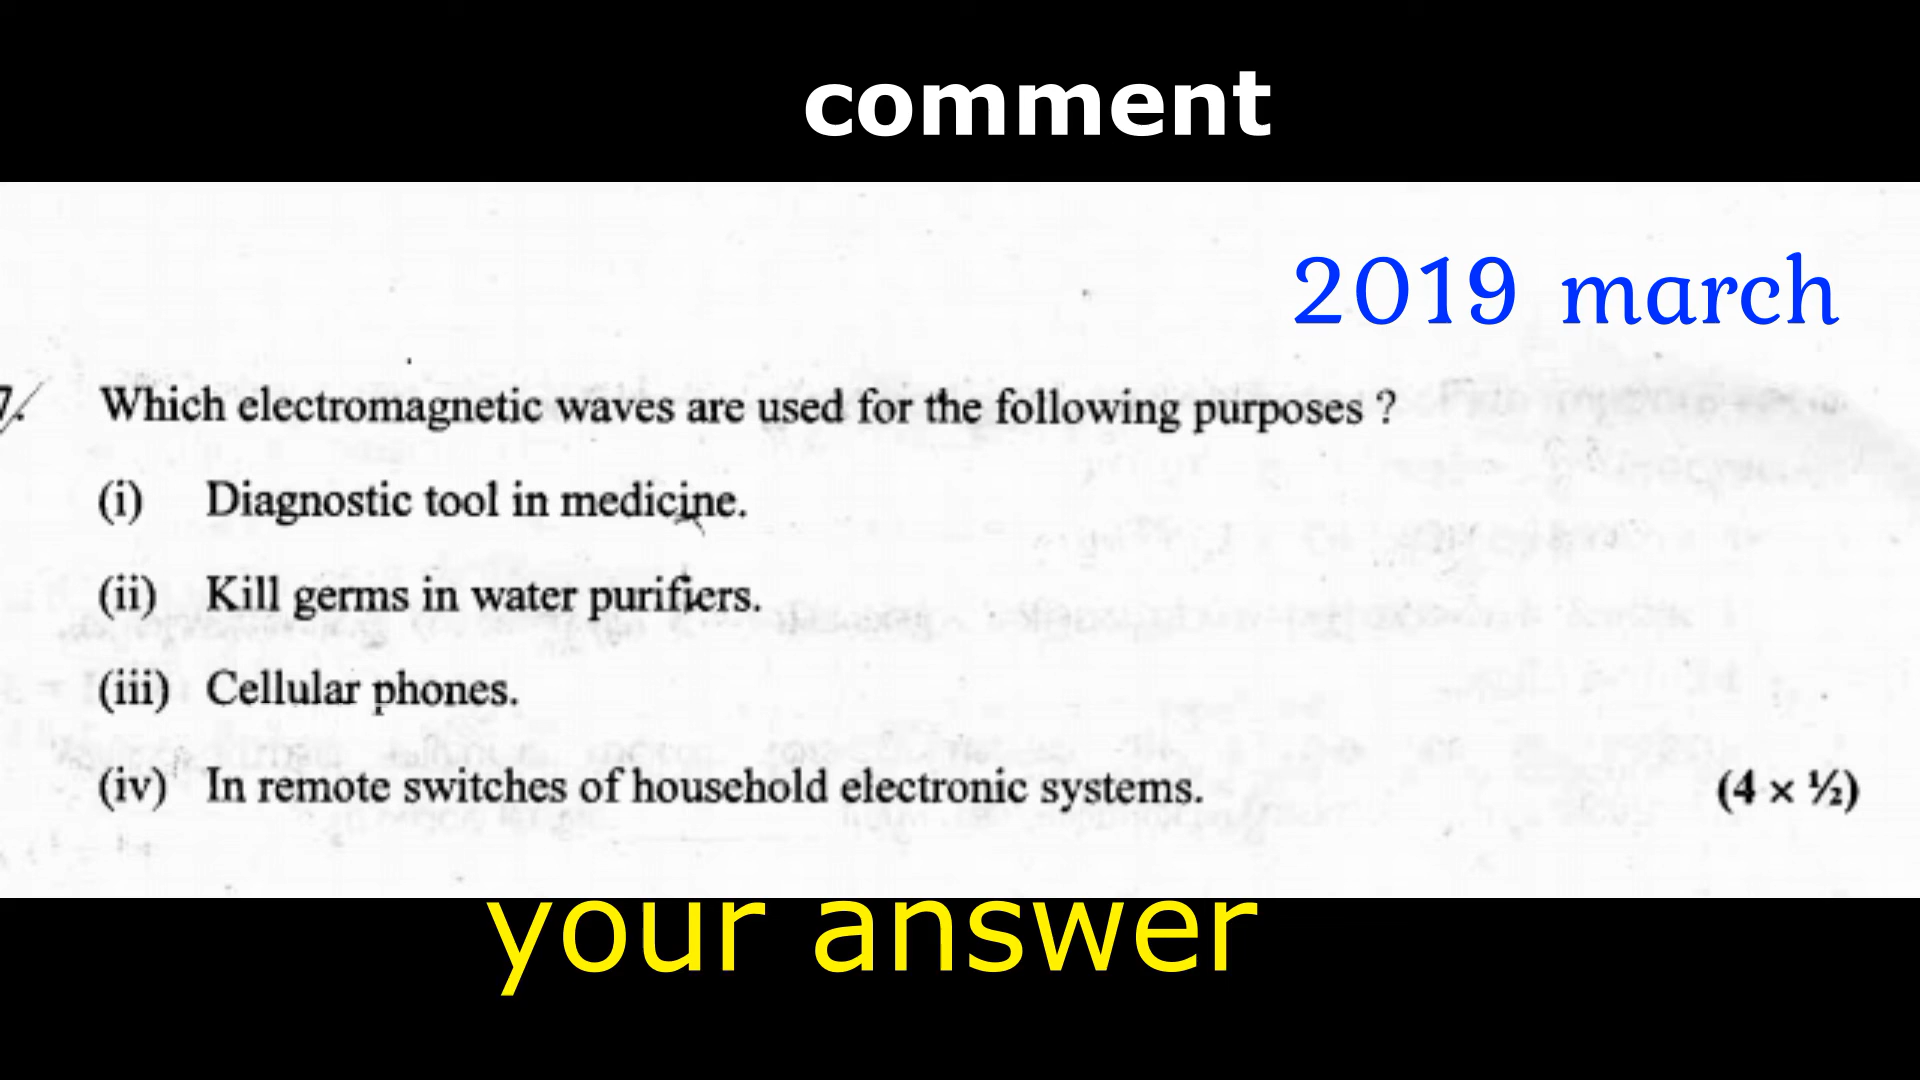 comment
2019 march
7. Which electromagnetic waves are used for the following purposes ?
(i) Diagnostic tool in medicine.
(ii) Kill germs in water purifiers.
(iii) Cellular phones.
(iv) In remote switches of household electronic systems. (4 × ½)
your answer